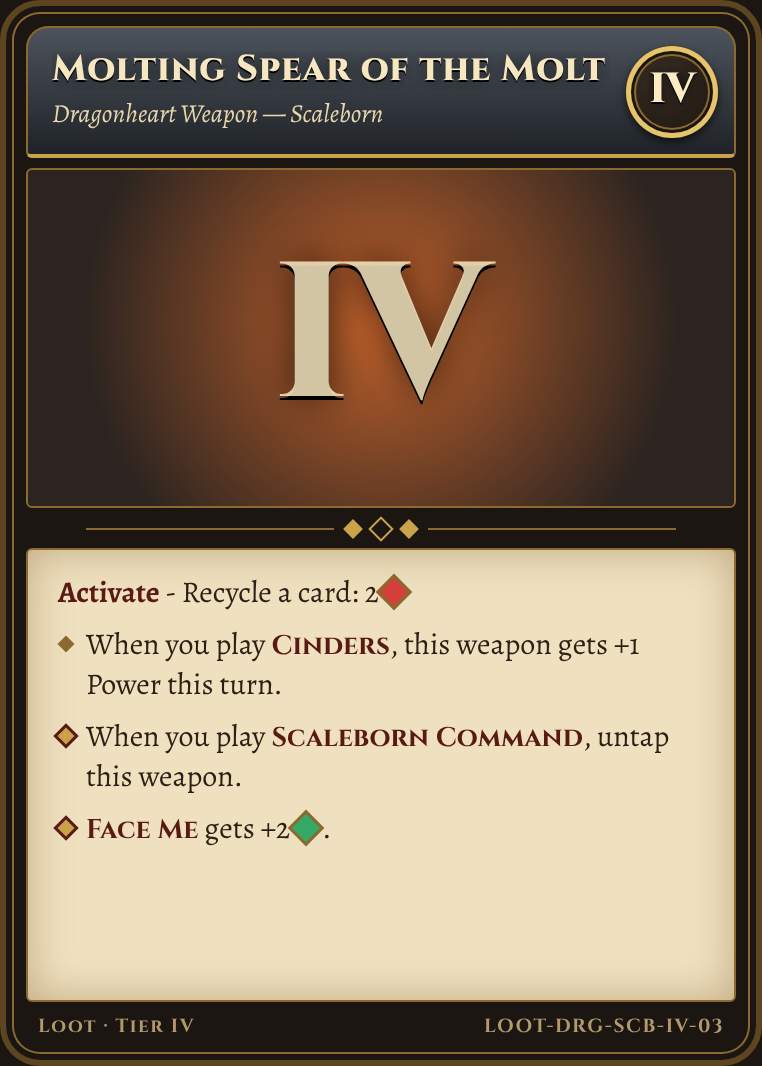 Molting Spear of the Molt
Dragonheart Weapon — Scaleborn
IV
IV
Activate - Recycle a card: 2
When you play Cinders, this weapon gets +1
Power this turn.
When you play Scaleborn Command, untap
this weapon.
Face Me gets +2.
Loot · Tier IV
LOOT-DRG-SCB-IV-03